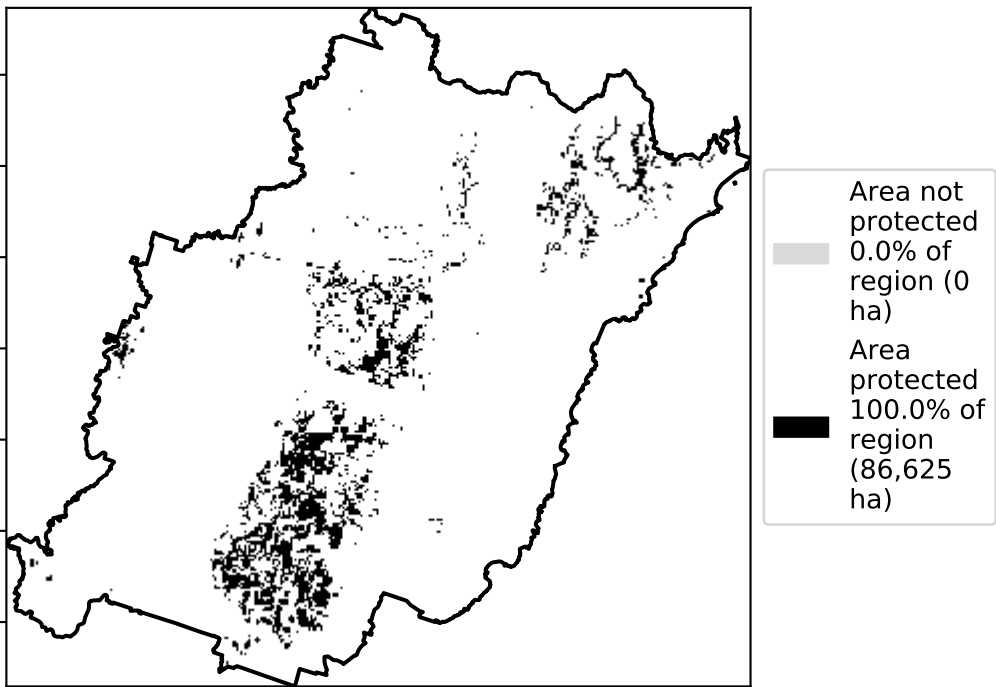 Area not
protected
0.0% of
region (0
ha)
Area
protected
100.0% of
region
(86,625
ha)